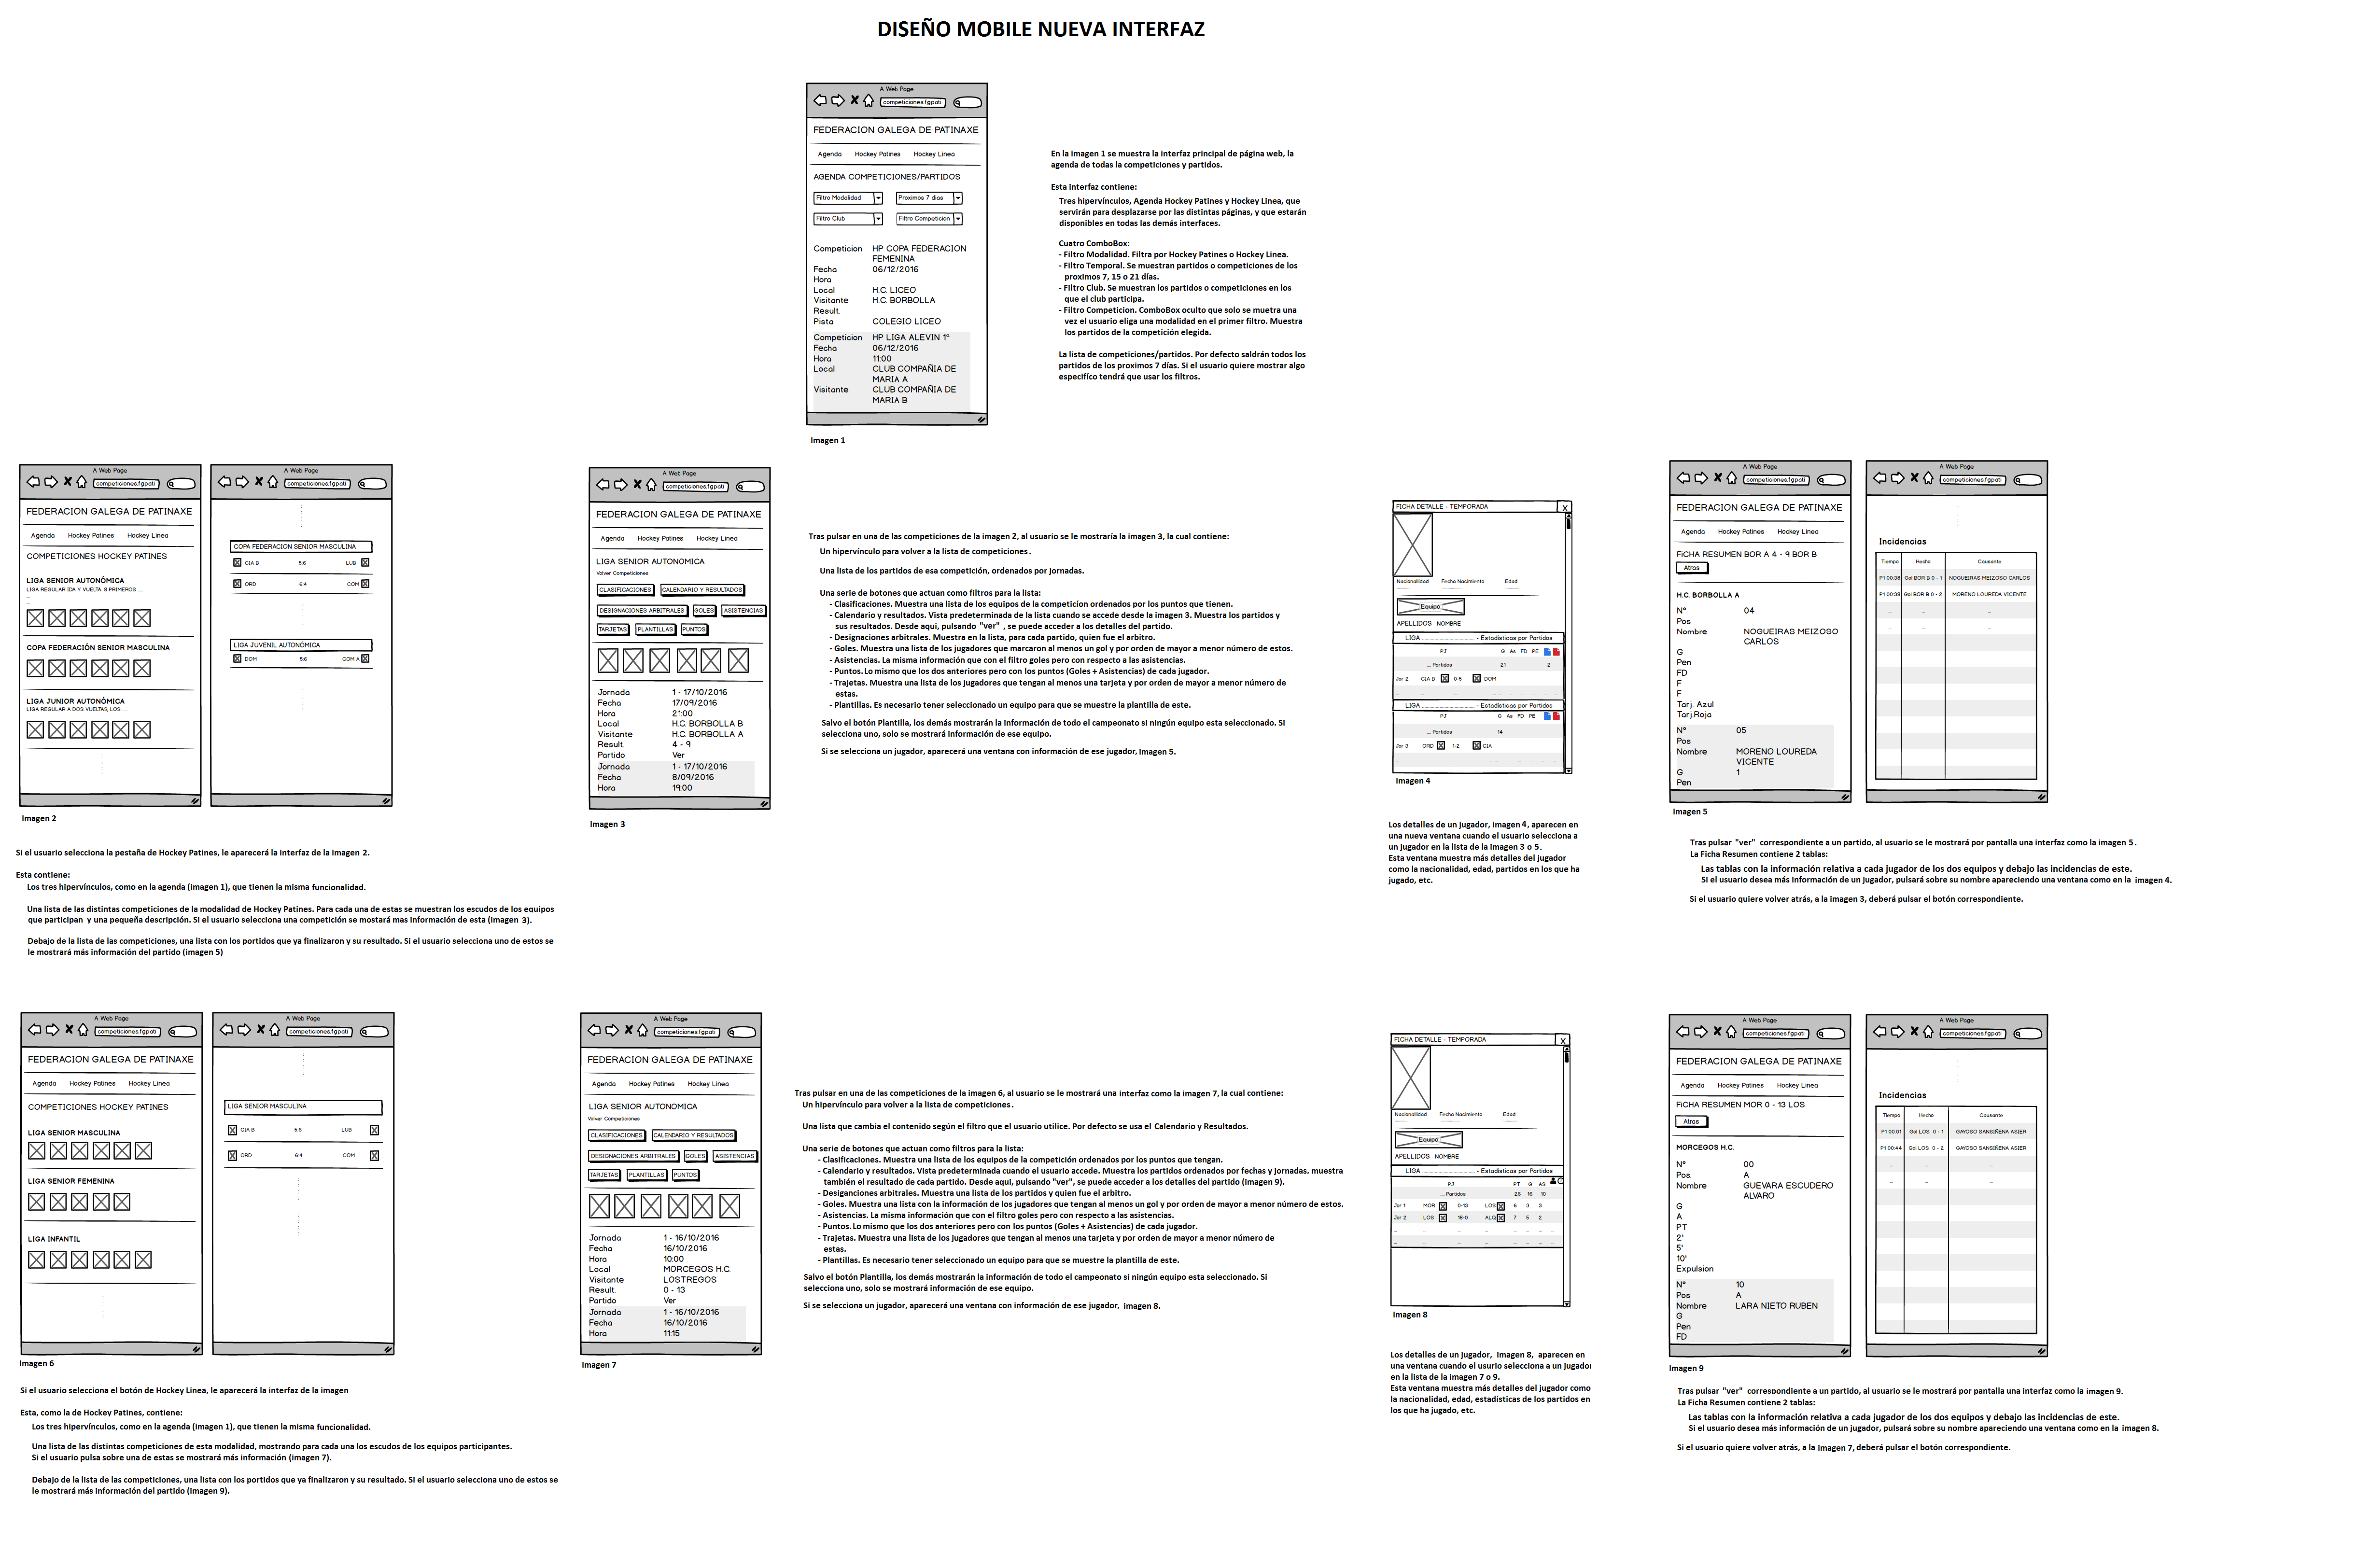 DISEÑO MOBILE NUEVA INTERFAZ
A Web Page
competiciones.fgpati
FEDERACION GALEGA DE PATINAXE
Agenda Hockey Patines Hockey Linea
AGENDA COMPETICIONES/PARTIDOS
Filtro Modalidad Proximos 7 dias
Filtro Club Filtro Competicion
Competicion HP COPA FEDERACION
FEMENINA
Fecha 06/12/2016
Hora
Local H.C. LICEO
Visitante H.C. BORBOLLA
Result.
Pista COLEGIO LICEO
Competicion HP LIGA ALEVIN 1ª
Fecha 06/12/2016
Hora 11:00
Local CLUB COMPAÑIA DE
MARIA A
Visitante CLUB COMPAÑIA DE
MARIA B
Imagen 1
En la imagen 1 se muestra la interfaz principal de página web, la
agenda de todas la competiciones y partidos.
Esta interfaz contiene:
Tres hipervínculos, Agenda Hockey Patines y Hockey Linea, que
servirán para desplazarse por las distintas páginas, y que estarán
disponibles en todas las demás interfaces.
Cuatro ComboBox:
- Filtro Modalidad. Filtra por Hockey Patines o Hockey Linea.
- Filtro Temporal. Se muestran partidos o competiciones de los
proximos 7, 15 o 21 días.
- Filtro Club. Se muestran los partidos o competiciones en los
que el club participa.
- Filtro Competicion. ComboBox oculto que solo se muetra una
vez el usuario eliga una modalidad en el primer filtro. Muestra
los partidos de la competición elegida.
La lista de competiciones/partidos. Por defecto saldrán todos los
partidos de los proximos 7 días. Si el usuario quiere mostrar algo
especifico tendrá que usar los filtros.
A Web Page
competiciones.fgpati
FEDERACION GALEGA DE PATINAXE
Agenda Hockey Patines Hockey Linea
COMPETICIONES HOCKEY PATINES
LIGA SENIOR AUTONÓMICA
LIGA REGULAR IDA Y VUELTA. 8 PRIMEROS ...
...
...
COPA FEDERACIÓN SENIOR MASCULINA
LIGA JUNIOR AUTONÓMICA
LIGA REGULAR A DOS VUELTAS, LOS ...
A Web Page
competiciones.fgpati
COPA FEDERACION SENIOR MASCULINA
CIA B 5:6 LUB
ORD 6:4 COM
LIGA JUVENIL AUTONÓMICA
DOM 5:6 COM A
Imagen 2
Si el usuario selecciona la pestaña de Hockey Patines, le aparecerá la interfaz de la imagen 2.
Esta contiene:
Los tres hipervínculos, como en la agenda (imagen 1), que tienen la misma funcionalidad.
Una lista de las distintas competiciones de la modalidad de Hockey Patines. Para cada una de estas se muestran los escudos de los equipos
que participan y una pequeña descripción. Si el usuario selecciona una competición se mostará mas información de esta (imagen 3).
Debajo de la lista de las competiciones, una lista con los portidos que ya finalizaron y su resultado. Si el usuario selecciona uno de estos se
le mostrará más información del partido (imagen 5)
A Web Page
competiciones.fgpati
FEDERACION GALEGA DE PATINAXE
Agenda Hockey Patines Hockey Linea
LIGA SENIOR AUTONOMICA
Volver Competiciones
CLASIFICACIONES CALENDARIO Y RESULTADOS
DESIGNACIONES ARBITRALES GOLES ASISTENCIAS
TARJETAS PLANTILLAS PUNTOS
Jornada 1 - 17/10/2016
Fecha 17/09/2016
Hora 21:00
Local H.C. BORBOLLA B
Visitante H.C. BORBOLLA A
Result. 4 - 9
Partido Ver
Jornada 1 - 17/10/2016
Fecha 8/09/2016
Hora 19:00
Imagen 3
Tras pulsar en una de las competiciones de la imagen 2, al usuario se le mostraría la imagen 3, la cual contiene:
Un hipervínculo para volver a la lista de competiciones.
Una lista de los partidos de esa competición, ordenados por jornadas.
Una serie de botones que actuan como filtros para la lista:
- Clasificaciones. Muestra una lista de los equipos de la competicíon ordenados por los puntos que tienen.
- Calendario y resultados. Vista predeterminada de la lista cuando se accede desde la imagen 3. Muestra los partidos y
sus resultados. Desde aqui, pulsando "ver" , se puede acceder a los detalles del partido.
- Designaciones arbitrales. Muestra en la lista, para cada partido, quien fue el arbitro.
- Goles. Muestra una lista de los jugadores que marcaron al menos un gol y por orden de mayor a menor número de estos.
- Asistencias. La misma información que con el filtro goles pero con respecto a las asistencias.
- Puntos. Lo mismo que los dos anteriores pero con los puntos (Goles + Asistencias) de cada jugador.
- Trajetas. Muestra una lista de los jugadores que tengan al menos una tarjeta y por orden de mayor a menor número de
estas.
- Plantillas. Es necesario tener seleccionado un equipo para que se muestre la plantilla de este.
Salvo el botón Plantilla, los demás mostrarán la información de todo el campeonato si ningún equipo esta seleccionado. Si
selecciona uno, solo se mostrará información de ese equipo.
Si se selecciona un jugador, aparecerá una ventana con información de ese jugador, imagen 5.
FICHA DETALLE - TEMPORADA X
Nacionalidad Fecha Nacimiento Edad
Equipo
APELLIDOS NOMBRE
LIGA - Estadísticas por Partidos
PJ G As FD PE
... Partidos 21 2
Jor 2 CIA B 0-5 DOM
LIGA - Estadísticas por Partidos
PJ G As FD PE
... Partidos 14
Jor 3 ORD 1-2 CIA
Imagen 4
Los detalles de un jugador, imagen 4, aparecen en
una nueva ventana cuando el usuario selecciona a
un jugador en la lista de la imagen 3 o 5.
Esta ventana muestra más detalles del jugador
como la nacionalidad, edad, partidos en los que ha
jugado, etc.
A Web Page
competiciones.fgpati
FEDERACION GALEGA DE PATINAXE
Agenda Hockey Patines Hockey Linea
FiCHA RESUMEN BOR A 4 - 9 BOR B
Atras
H.C. BORBOLLA A
Nº 04
Pos
Nombre NOGUEIRAS MEIZOSO
CARLOS
G
Pen
FD
F
F
Tarj. Azul
Tarj.Roja
Nº 05
Pos
Nombre MORENO LOUREDA
VICENTE
G 1
Pen
A Web Page
competiciones.fgpati
Incidencias
Tiempo Hecho Causante
P1 00:38 Gol BOR B 0 - 1 NOGUEIRAS MEIZOSO CARLOS
P1 00:38 Gol BOR B 0 - 2 MORENO LOUREDA VICENTE
Imagen 5
Tras pulsar "ver" correspondiente a un partido, al usuario se le mostrará por pantalla una interfaz como la imagen 5.
La Ficha Resumen contiene 2 tablas:
Las tablas con la información relativa a cada jugador de los dos equipos y debajo las incidencias de este.
Si el usuario desea más información de un jugador, pulsará sobre su nombre apareciendo una ventana como en la imagen 4.
Si el usuario quiere volver atrás, a la imagen 3, deberá pulsar el botón correspondiente.
A Web Page
competiciones.fgpati
FEDERACION GALEGA DE PATINAXE
Agenda Hockey Patines Hockey Linea
COMPETICIONES HOCKEY PATINES
LIGA SENIOR MASCULINA
LIGA SENIOR FEMENINA
LIGA INFANTIL
A Web Page
competiciones.fgpati
LIGA SENIOR MASCULINA
CIA B 5:6 LUB
ORD 6:4 COM
Imagen 6
Si el usuario selecciona el botón de Hockey Linea, le aparecerá la interfaz de la imagen
Esta, como la de Hockey Patines, contiene:
Los tres hipervínculos, como en la agenda (imagen 1), que tienen la misma funcionalidad.
Una lista de las distintas competiciones de esta modalidad, mostrando para cada una los escudos de los equipos participantes.
Si el usuario pulsa sobre una de estas se mostrará más información (imagen 7).
Debajo de la lista de las competiciones, una lista con los portidos que ya finalizaron y su resultado. Si el usuario selecciona uno de estos se
le mostrará más información del partido (imagen 9).
A Web Page
competiciones.fgpati
FEDERACION GALEGA DE PATINAXE
Agenda Hockey Patines Hockey Linea
LIGA SENIOR AUTONOMICA
Volver Competiciones
CLASIFICACIONES CALENDARIO Y RESULTADOS
DESIGNACIONES ARBITRALES GOLES ASISTENCIAS
TARJETAS PLANTILLAS PUNTOS
Jornada 1 - 16/10/2016
Fecha 16/10/2016
Hora 10:00
Local MORCEGOS H.C.
Visitante LOSTREGOS
Result. 0 - 13
Partido Ver
Jornada 1 - 16/10/2016
Fecha 16/10/2016
Hora 11:15
Imagen 7
Tras pulsar en una de las competiciones de la imagen 6, al usuario se le mostrará una interfaz como la imagen 7, la cual contiene:
Un hipervínculo para volver a la lista de competiciones.
Una lista que cambia el contenido según el filtro que el usuario utilice. Por defecto se usa el Calendario y Resultados.
Una serie de botones que actuan como filtros para la lista:
- Clasificaciones. Muestra una lista de los equipos de la competición ordenados por los puntos que tengan.
- Calendario y resultados. Vista predeterminada cuando el usuario accede. Muestra los partidos ordenados por fechas y jornadas, muestra
también el resultado de cada partido. Desde aqui, pulsando "ver", se puede acceder a los detalles del partido (imagen 9).
- Desiganciones arbitrales. Muestra una lista de los partidos y quien fue el arbitro.
- Goles. Muestra una lista con la información de los jugadores que tengan al menos un gol y por orden de mayor a menor número de estos.
- Asistencias. La misma información que con el filtro goles pero con respecto a las asistencias.
- Puntos. Lo mismo que los dos anteriores pero con los puntos (Goles + Asistencias) de cada jugador.
- Trajetas. Muestra una lista de los jugadores que tengan al menos una tarjeta y por orden de mayor a menor número de
estas.
- Plantillas. Es necesario tener seleccionado un equipo para que se muestre la plantilla de este.
Salvo el botón Plantilla, los demás mostrarán la información de todo el campeonato si ningún equipo esta seleccionado. Si
selecciona uno, solo se mostrará información de ese equipo.
Si se selecciona un jugador, aparecerá una ventana con información de ese jugador, imagen 8.
FICHA DETALLE - TEMPORADA X
Nacionalidad Fecha Nacimiento Edad
Equipo
APELLIDOS NOMBRE
LIGA - Estadísticas por Partidos
PJ PT G AS
... Partidos 26 16 10
Jor 1 MOR 0-13 LOS 6 3 3
Jor 2 LOS 18-0 ALQ 7 5 2
Imagen 8
Los detalles de un jugador, imagen 8, aparecen en
una ventana cuando el usurio selecciona a un jugador
en la lista de la imagen 7 o 9.
Esta ventana muestra más detalles del jugador como
la nacionalidad, edad, estadísticas de los partidos en
los que ha jugado, etc.
A Web Page
competiciones.fgpati
FEDERACION GALEGA DE PATINAXE
Agenda Hockey Patines Hockey Linea
FiCHA RESUMEN MOR 0 - 13 LOS
Atras
MORCEGOS H.C.
Nº 00
Pos. A
Nombre GUEVARA ESCUDERO
ALVARO
G
A
PT
2'
5'
10'
Expulsion
Nº 10
Pos A
Nombre LARA NIETO RUBEN
G
Pen
FD
A Web Page
competiciones.fgpati
Incidencias
Tiempo Hecho Causante
P1 00:01 Gol LOS 0 - 1 GAYOSO SANSIÑENA ASIER
P1 00:44 Gol LOS 0 - 2 GAYOSO SANSIÑENA ASIER
Imagen 9
Tras pulsar "ver" correspondiente a un partido, al usuario se le mostrará por pantalla una interfaz como la imagen 9.
La Ficha Resumen contiene 2 tablas:
Las tablas con la información relativa a cada jugador de los dos equipos y debajo las incidencias de este.
Si el usuario desea más información de un jugador, pulsará sobre su nombre apareciendo una ventana como en la imagen 8.
Si el usuario quiere volver atrás, a la imagen 7, deberá pulsar el botón correspondiente.